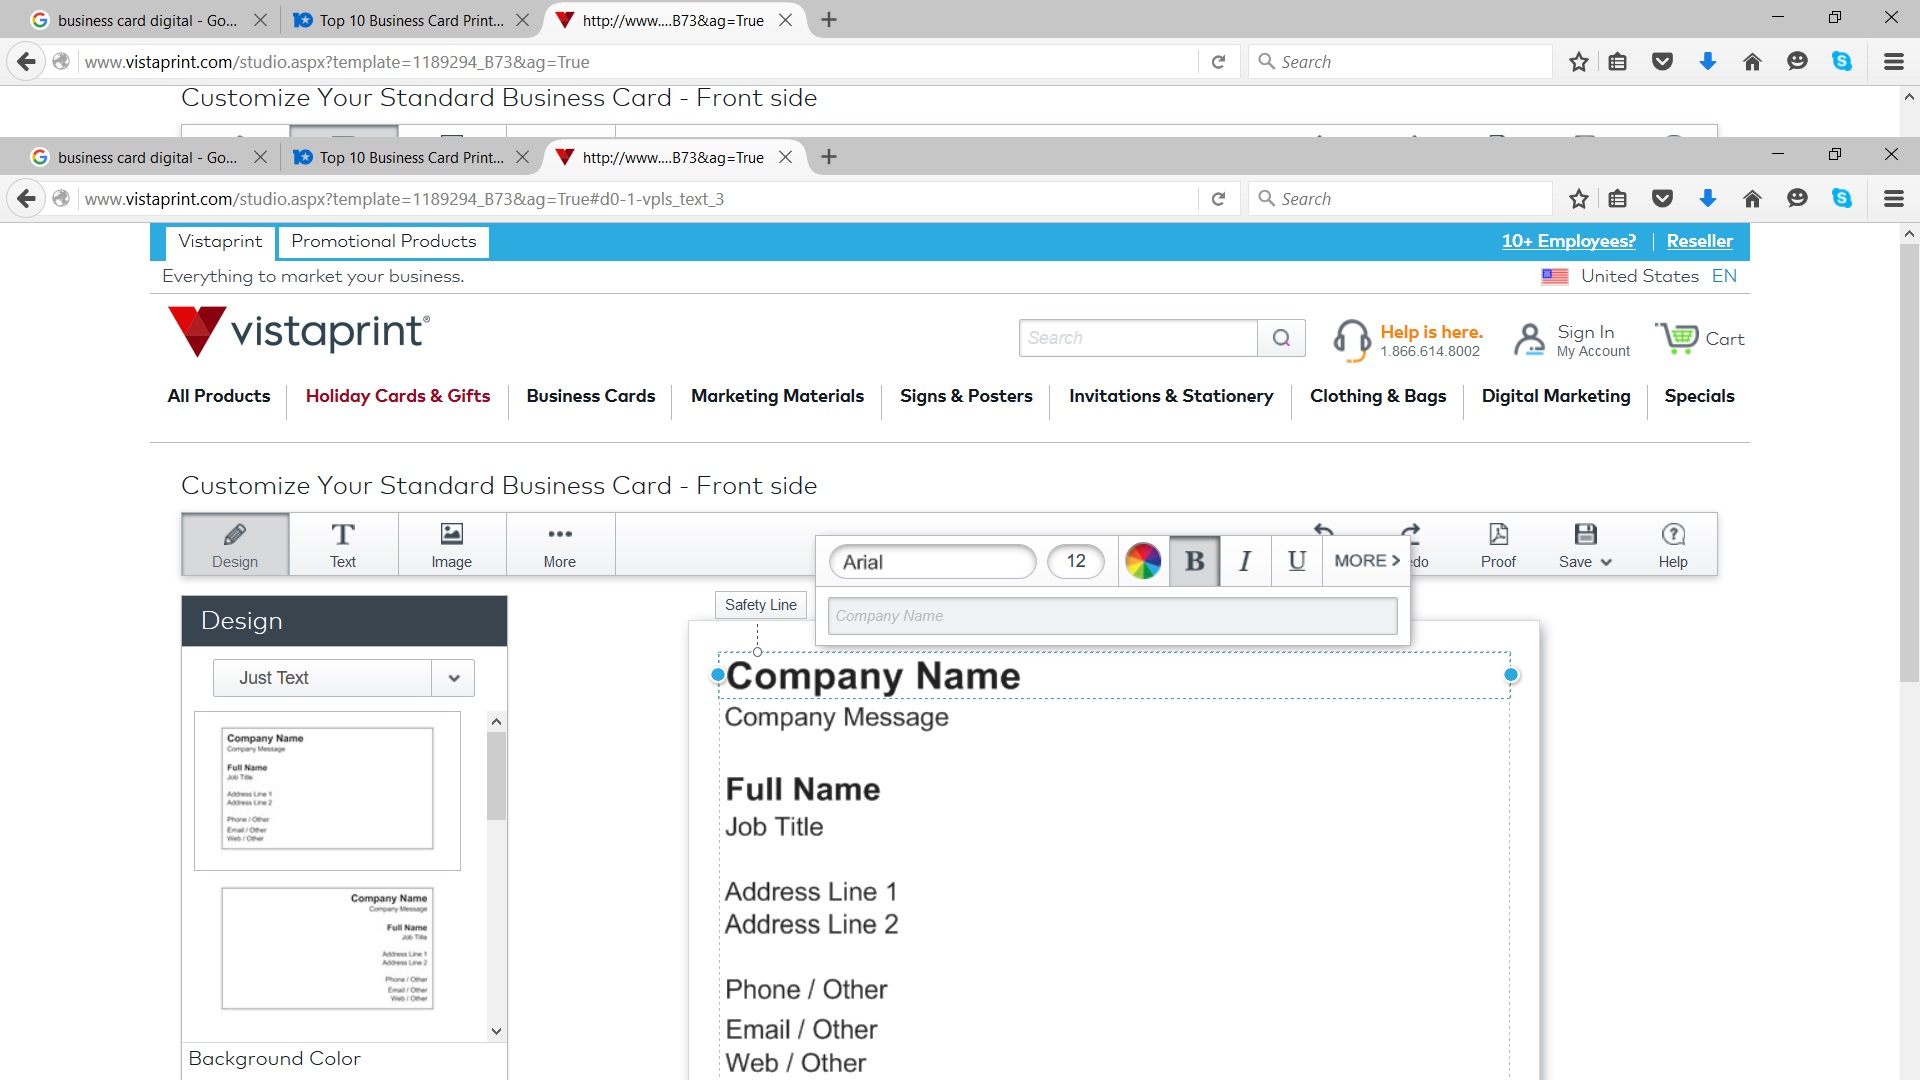 business card digital - Go...
Top 10 Business Card Print...
http://www....B73&ag=True
www.vistaprint.com/studio.aspx?template=1189294_B73&ag=True
Search
Customize Your Standard Business Card - Front side
business card digital - Go...
Top 10 Business Card Print...
http://www....B73&ag=True
www.vistaprint.com/studio.aspx?template=1189294_B73&ag=True#d0-1-vpls_text_3
Search
Vistaprint
Promotional Products
10+ Employees?
Reseller
Everything to market your business.
United States EN
vistaprint®
Search
Help is here.
1.866.614.8002
Sign In
My Account
Cart
All Products
Holiday Cards & Gifts
Business Cards
Marketing Materials
Signs & Posters
Invitations & Stationery
Clothing & Bags
Digital Marketing
Specials
Customize Your Standard Business Card - Front side
Design
Text
Image
More
Arial
12
B
I
U
MORE
do
Proof
Save
Help
Company Name
Safety Line
Design
Just Text
Company Name
Company Message
Full Name
Job Title
Address Line 1
Address Line 2
Phone / Other
Email / Other
Web / Other
Company Name
Company Message
Full Name
Job Title
Address Line 1
Address Line 2
Phone / Other
Email / Other
Web / Other
Background Color
Company Name
Company Message
Full Name
Job Title
Address Line 1
Address Line 2
Phone / Other
Email / Other
Web / Other